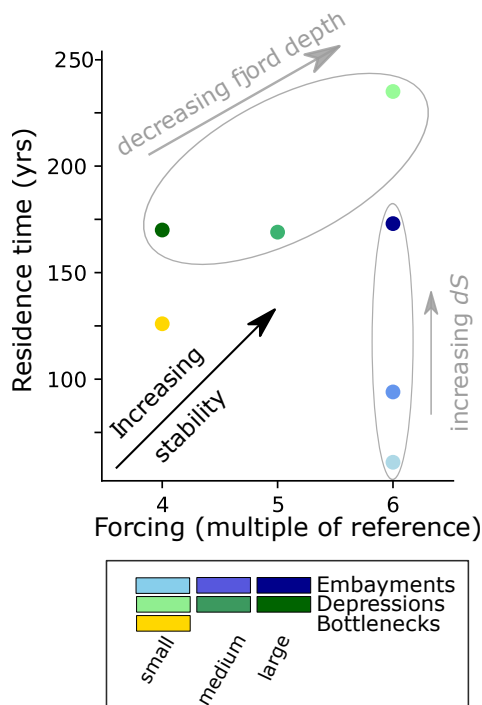 250
200
150
100
Residence time (yrs)
decreasing fjord depth
Increasing
stability
increasing dS
4
5
6
Forcing (multiple of reference)
Embayments
Depressions
Bottlenecks
small
medium
large